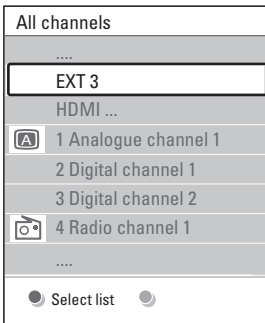 All channels
....
EXT 3
HDMI ...
A 1 Analogue channel 1
2 Digital channel 1
3 Digital channel 2
4 Radio channel 1
....
Select list